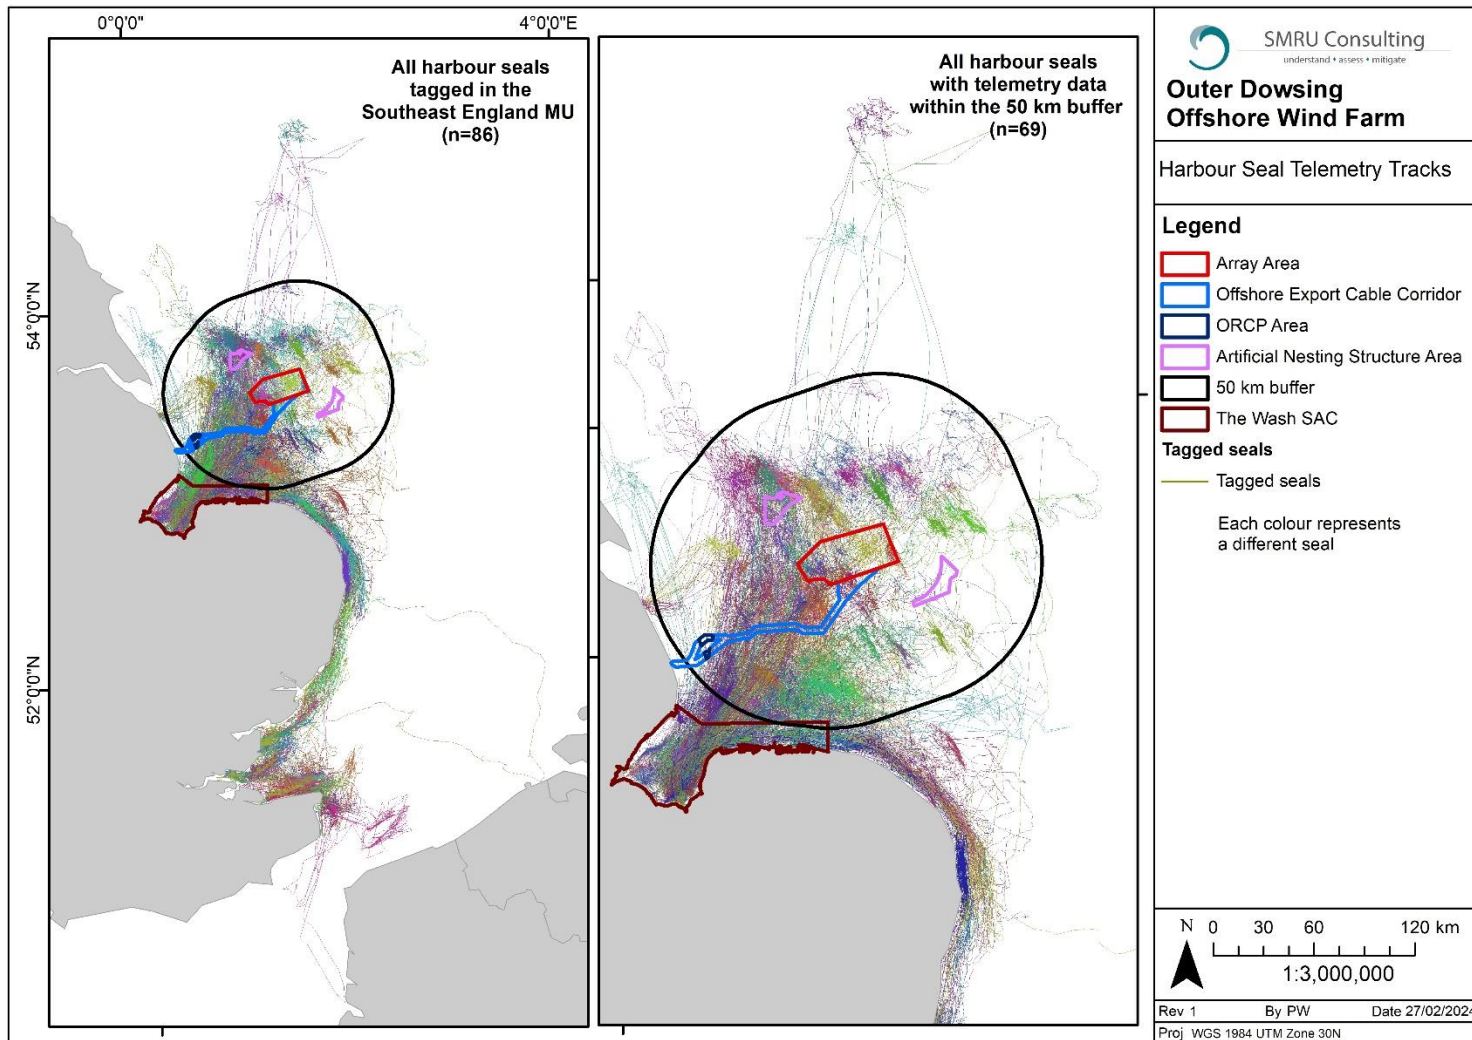 0°0'0"
4°0'0"E
54°0'0"N
52°0'0"N
All harbour seals
tagged in the
Southeast England MU
(n=86)
All harbour seals
with telemetry data
within the 50 km buffer
(n=69)
SMRU Consulting
understand • assess • mitigate
Outer Dowsing
Offshore Wind Farm
Harbour Seal Telemetry Tracks
Legend
Array Area
Offshore Export Cable Corridor
ORCP Area
Artificial Nesting Structure Area
50 km buffer
The Wash SAC
Tagged seals
Tagged seals
Each colour represents
a different seal
N
0 30 60 120 km
1:3,000,000
Rev 1 By PW Date 27/02/2024
Proj WGS 1984 UTM Zone 30N